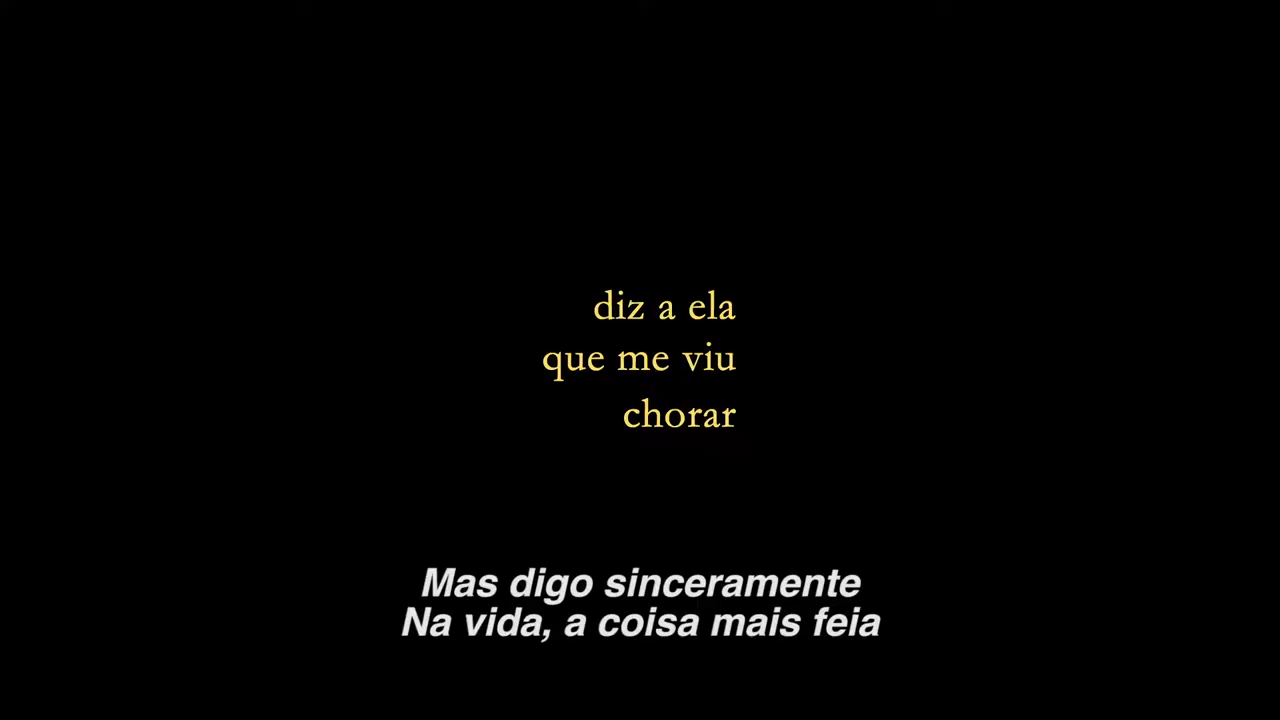 diz a ela
que me viu
chorar
Mas digo sinceramente
Na vida, a coisa mais feia